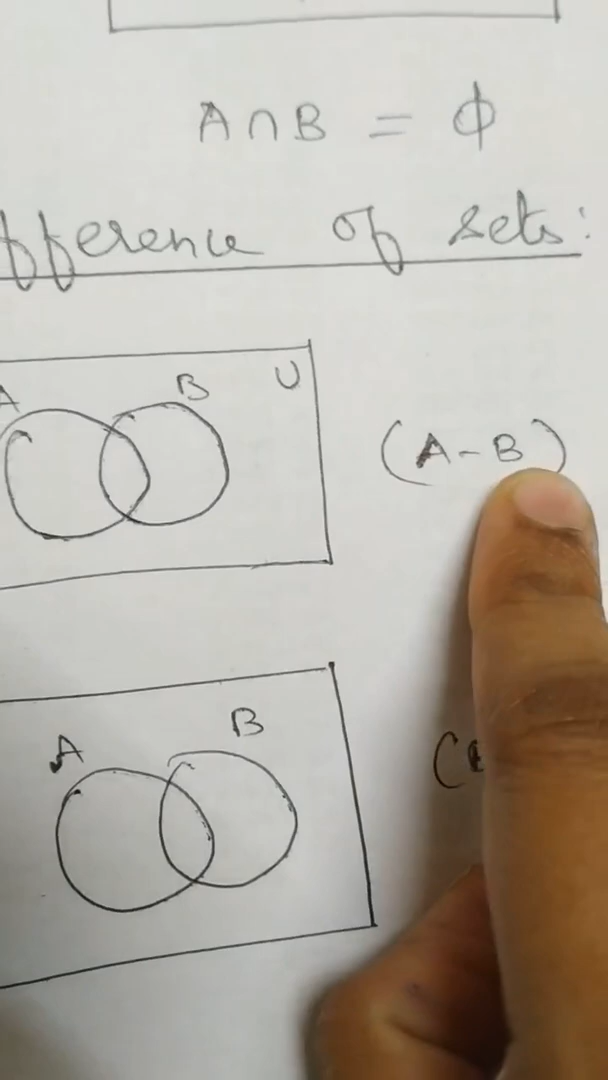 A∩B = ϕ
fference of sets:
A B U
(A-B)
A B
(